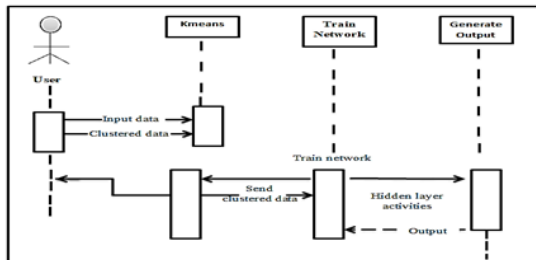 Kmeans
Train
Network
Generate
Output
User
Input data
Clustered data
Train network
Send
clustered data
Hidden layer
activities
Output